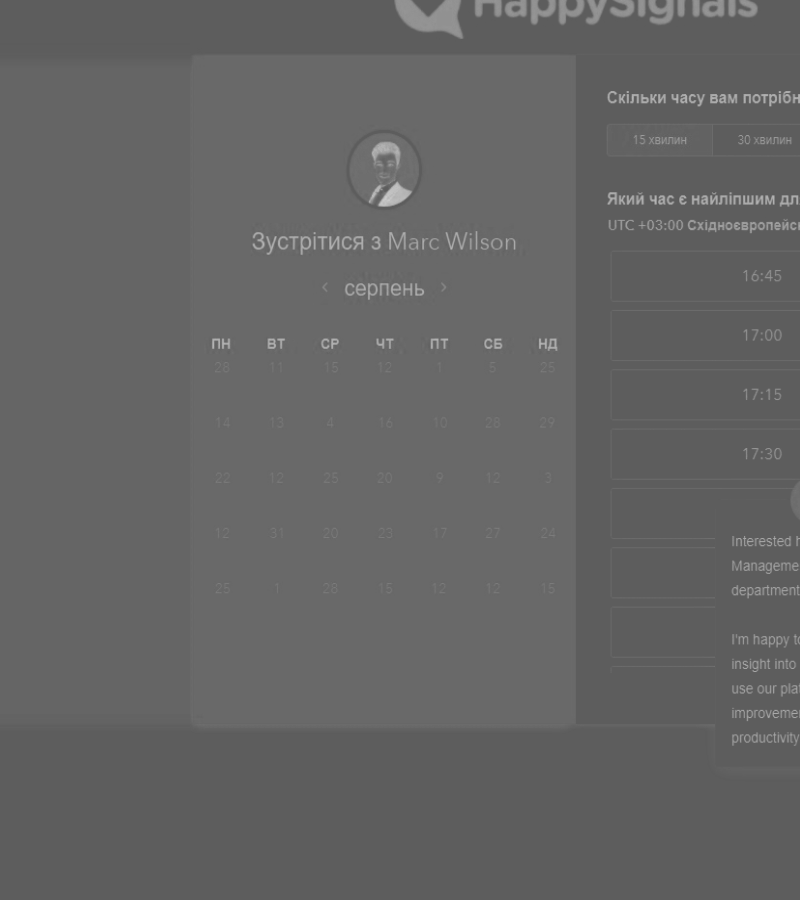 HappySignals
Зустрітися з Marc Wilson
‹ серпень ›
ПН ВТ СР ЧТ ПТ СБ НД
28 11 15 12 1 5 25
14 13 4 16 10 28 29
22 12 25 20 9 12 3
12 31 20 23 17 27 24
25 1 28 15 12 12 15
Скільки часу вам потрібн
15 хвилин 30 хвилин
Який час є найліпшим дл
UTC +03:00 Східноєвропейс
16:45
17:00
17:15
17:30
Interested h
Manageme
department
I'm happy to
insight into
use our plat
improvemen
productivity